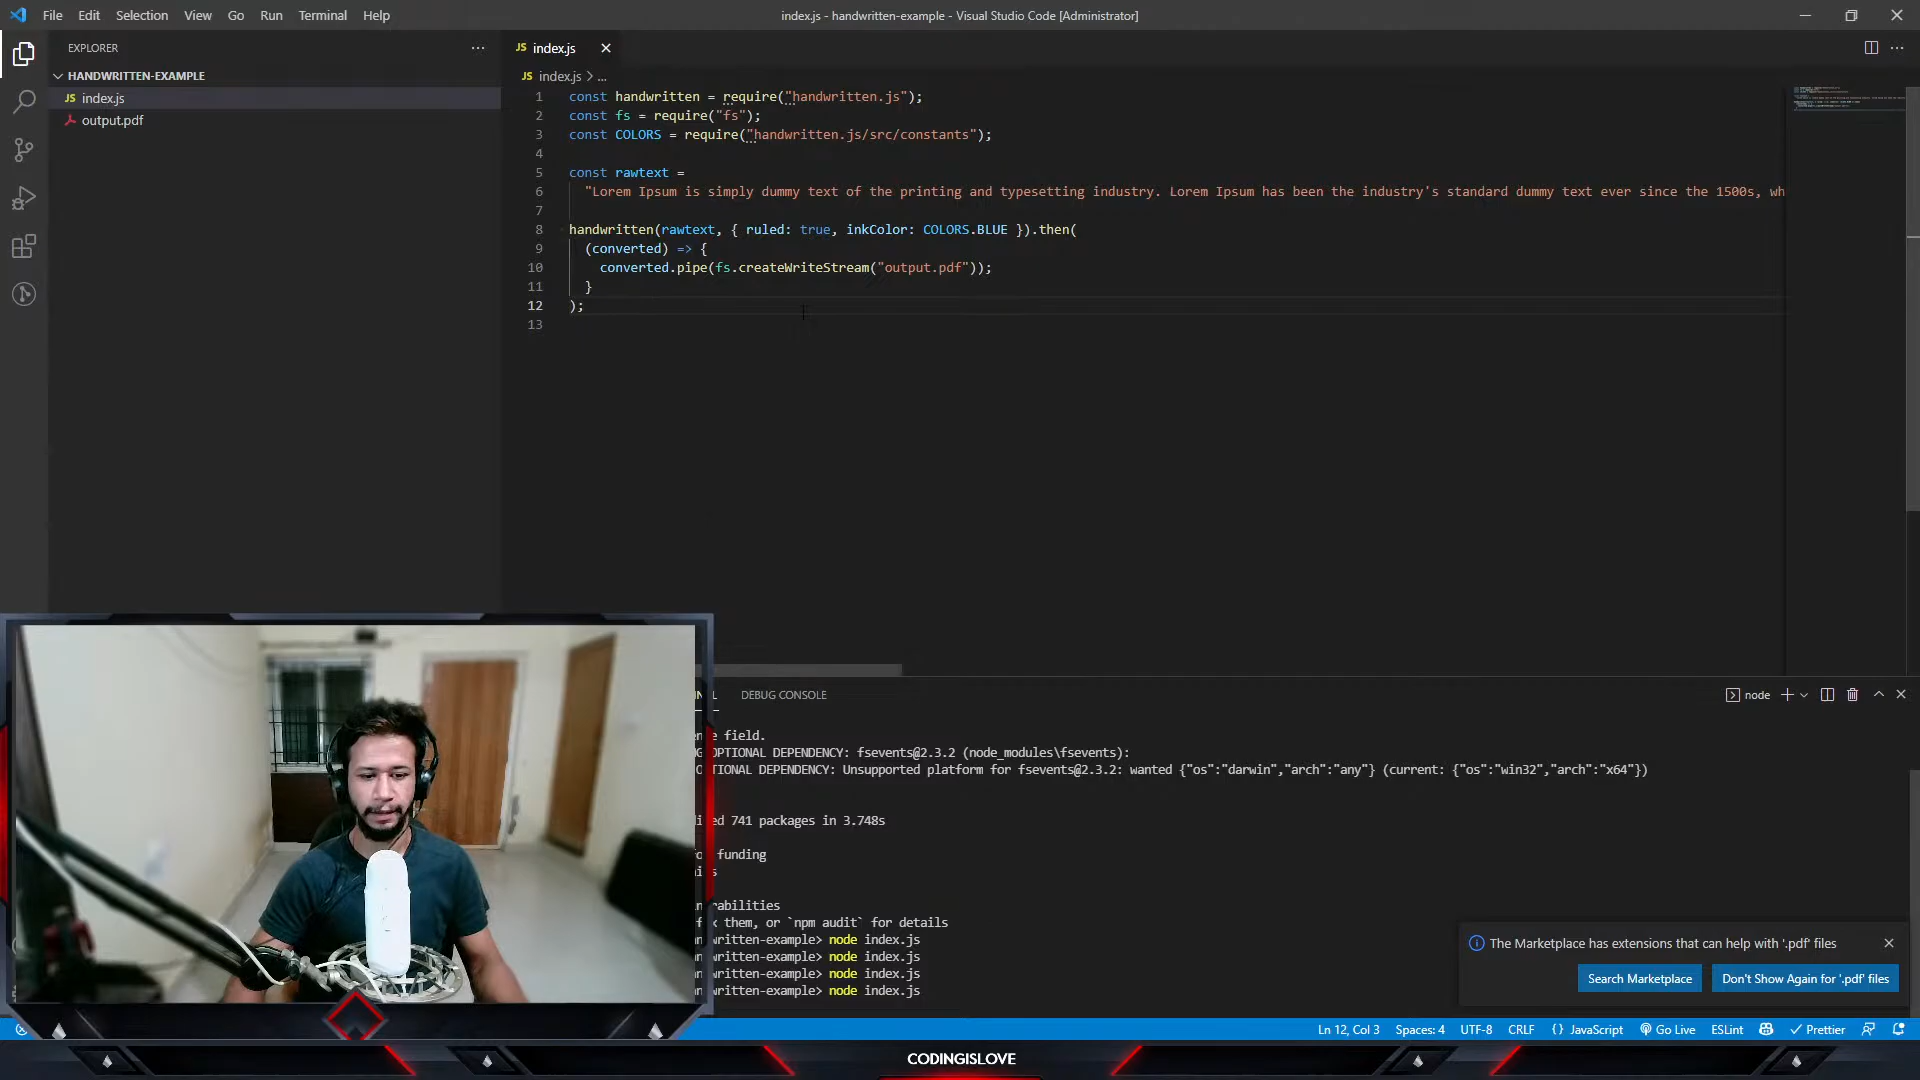 File Edit Selection View Go Run Terminal Help
index.js - handwritten-example - Visual Studio Code [Administrator]
EXPLORER
HANDWRITTEN-EXAMPLE
JS index.js
output.pdf
JS index.js
JS index.js > ...
1 const handwritten = require("handwritten.js");
2 const fs = require("fs");
3 const COLORS = require("handwritten.js/src/constants");
4
5 const rawtext =
6 "Lorem Ipsum is simply dummy text of the printing and typesetting industry. Lorem Ipsum has been the industry's standard dummy text ever since the 1500s, wh
7
8 handwritten(rawtext, { ruled: true, inkColor: COLORS.BLUE }).then(
9 (converted) => {
10 converted.pipe(fs.createWriteStream("output.pdf"));
11 }
12 );
13
DEBUG CONSOLE
node
field.
OPTIONAL DEPENDENCY: fsevents@2.3.2 (node_modules\fsevents):
TIONAL DEPENDENCY: Unsupported platform for fsevents@2.3.2: wanted {"os":"darwin","arch":"any"} (current: {"os":"win32","arch":"x64"})
741 packages in 3.748s
funding
rabilities
them, or `npm audit` for details
written-example> node index.js
written-example> node index.js
written-example> node index.js
written-example> node index.js
The Marketplace has extensions that can help with '.pdf' files
Search Marketplace
Don't Show Again for '.pdf' files
Ln 12, Col 3 Spaces: 4 UTF-8 CRLF {} JavaScript Go Live ESLint Prettier
CODINGISLOVE